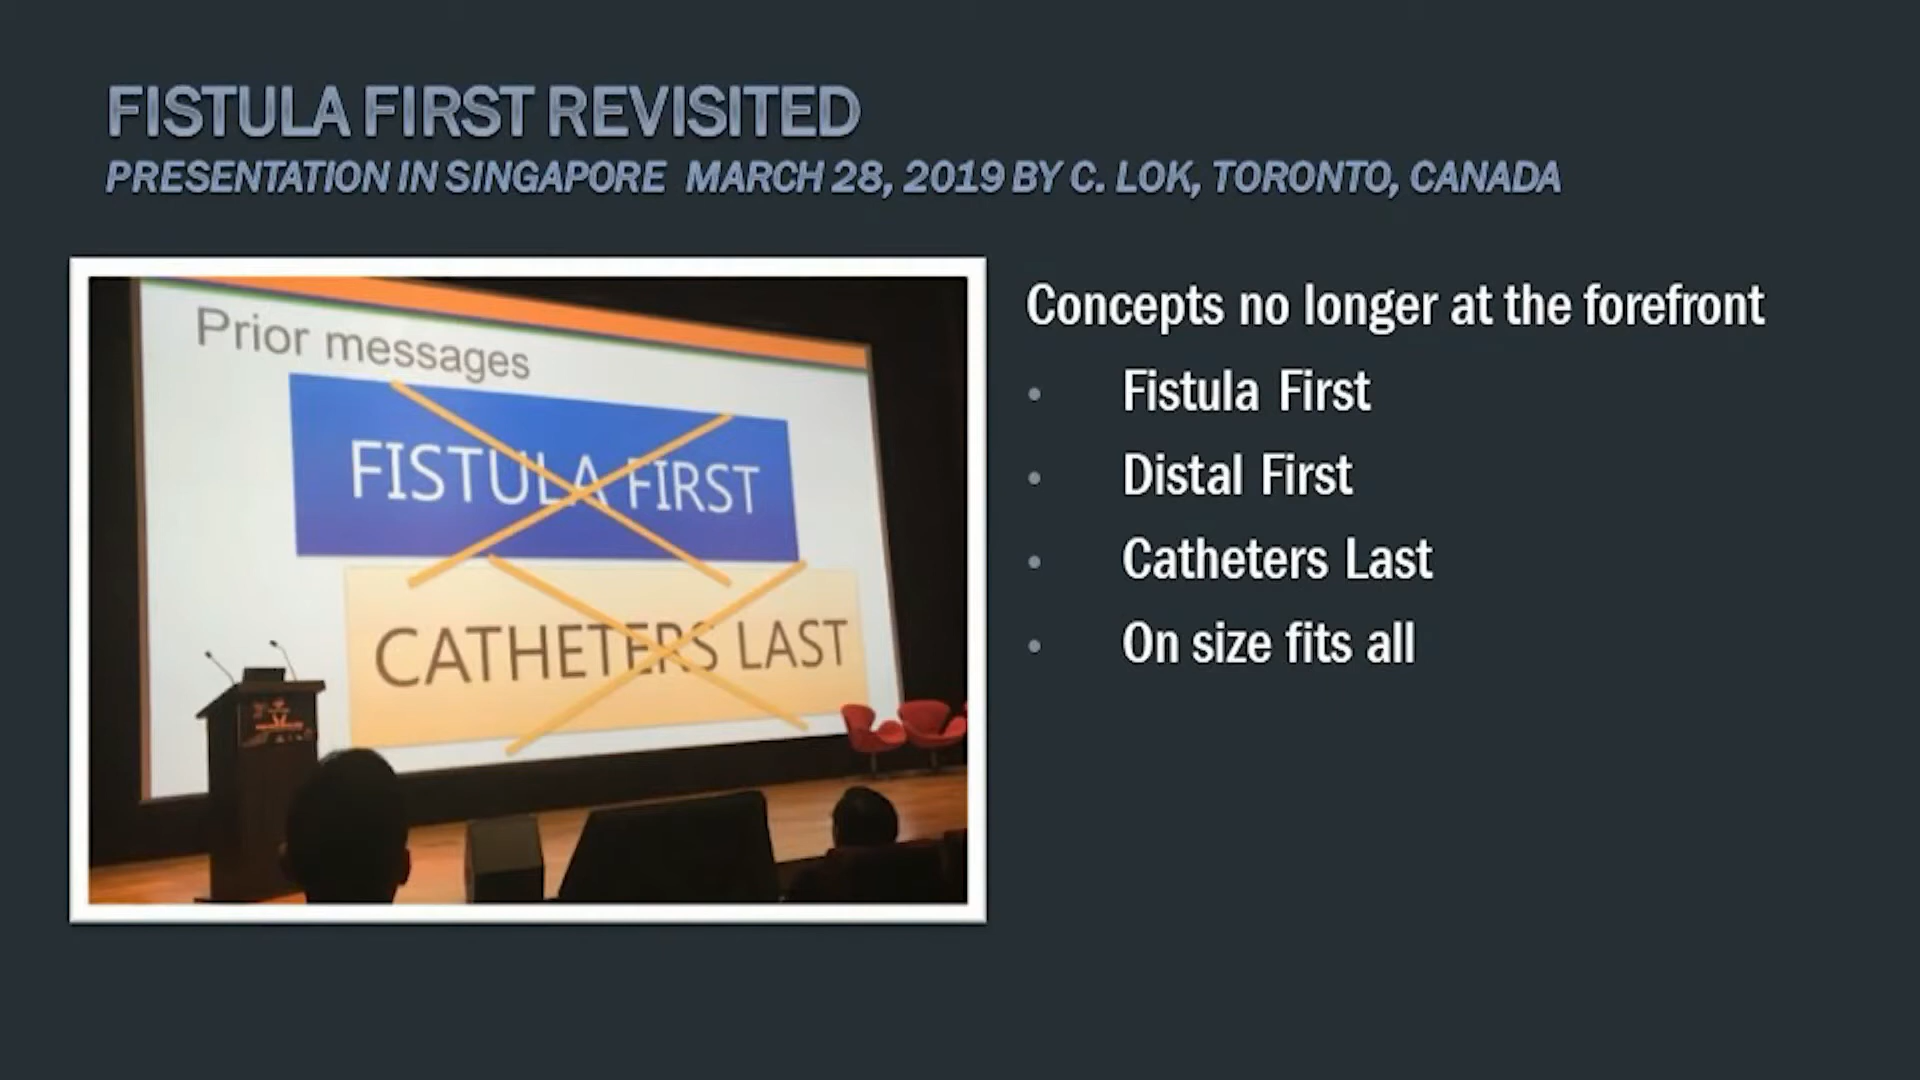 FISTULA FIRST REVISITED
PRESENTATION IN SINGAPORE MARCH 28, 2019 BY C. LOK, TORONTO, CANADA
Prior messages
FISTULA FIRST
CATHETERS LAST
Concepts no longer at the forefront
• Fistula First
• Distal First
• Catheters Last
• On size fits all